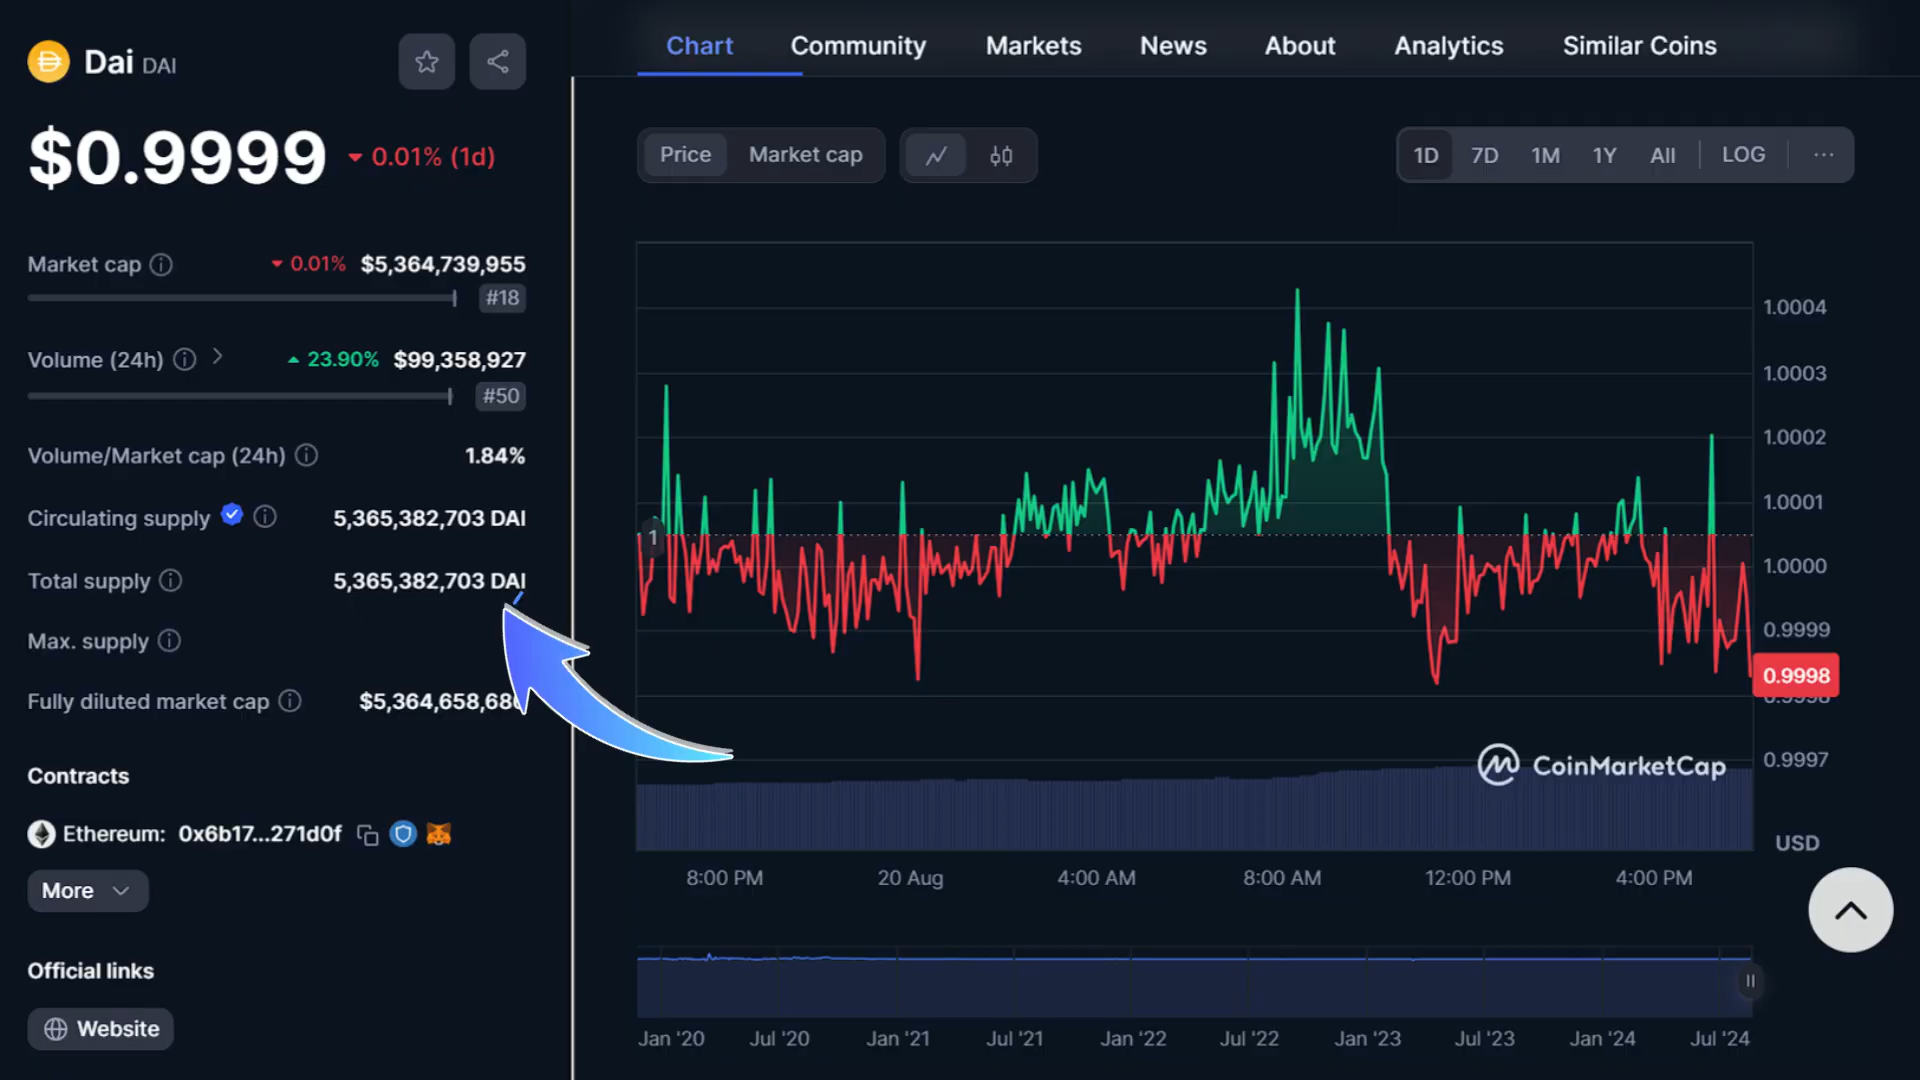 Dai DAI
$0.9999 0.01% (1d)
Market cap 0.01% $5,364,739,955
#18
Volume (24h) 23.90% $99,358,927
#50
Volume/Market cap (24h) 1.84%
Circulating supply 5,365,382,703 DAI
Total supply 5,365,382,703 DAI
Max. supply
Fully diluted market cap $5,364,658,68
Contracts
Ethereum: 0x6b17...271d0f
More
Official links
Website
Chart Community Markets News About Analytics Similar Coins
Price Market cap
1D 7D 1M 1Y All LOG ...
1.0004
1.0003
1.0002
1.0001
1
1.0000
0.9999
0.9998
0.9998
0.9997
CoinMarketCap
USD
8:00 PM 20 Aug 4:00 AM 8:00 AM 12:00 PM 4:00 PM
Jan '20 Jul '20 Jan '21 Jul '21 Jan '22 Jul '22 Jan '23 Jul '23 Jan '24 Jul '24